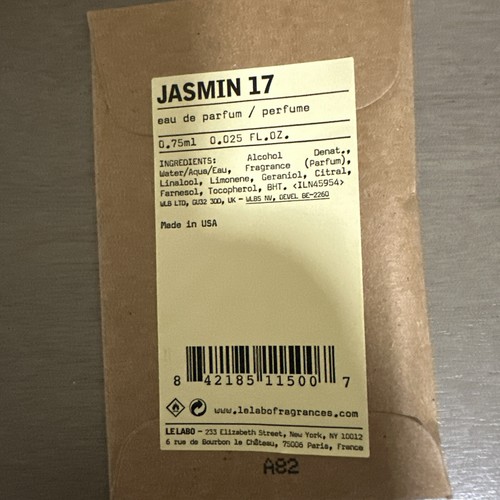 JASMIN 17
eau de parfum / perfume
0.75ml 0.025 FL.OZ.
INGREDIENTS: Alcohol Denat.,
Water/Aqua/Eau, Fragrance (Parfum),
Linalool, Limonene, Geraniol, Citral,
Farnesol, Tocopherol, BHT. <ILN45954>
WLB LTD, GU32 3QQ, UK - WLBS NV, DEVEL BE-2260
Made in USA
8 42185 11500 7
www.lelabofragrances.com
LE LABO - 233 Elizabeth Street, New York, NY 10012
6 rue de Bourbon le Château, 75006 Paris, France
A82